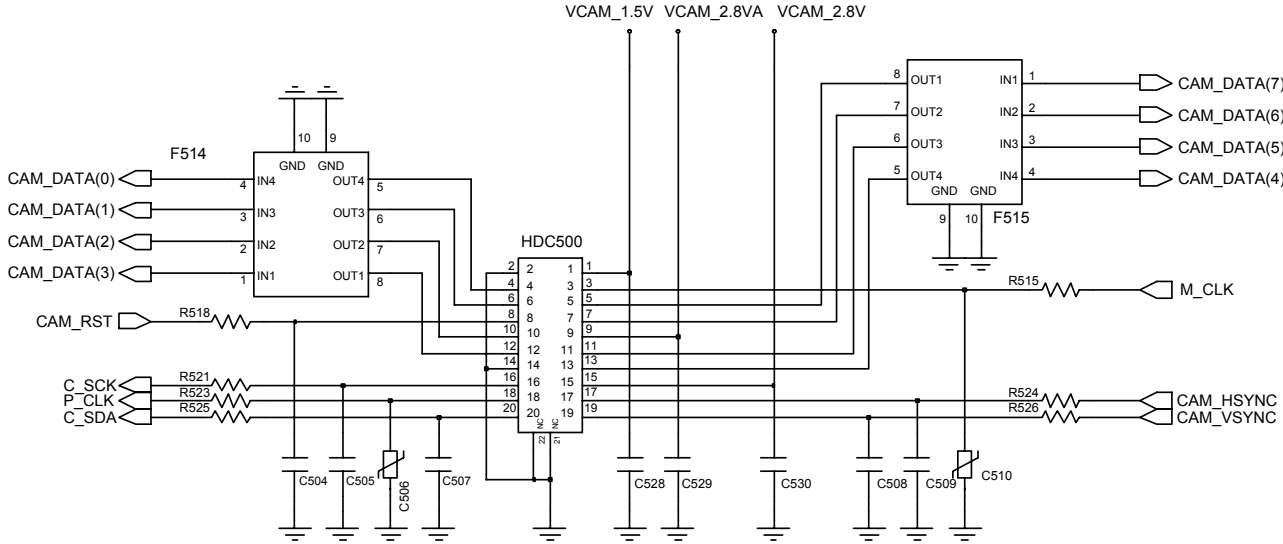 VCAM_1.5V VCAM_2.8VA VCAM_2.8V
F514
10 9
GND GND
CAM_DATA(0) 4 IN4 OUT4 5
CAM_DATA(1) 3 IN3 OUT3 6
CAM_DATA(2) 2 IN2 OUT2 7
CAM_DATA(3) 1 IN1 OUT1 8
8 OUT1 IN1 1 CAM_DATA(7)
7 OUT2 IN2 2 CAM_DATA(6)
6 OUT3 IN3 3 CAM_DATA(5)
5 OUT4 IN4 4 CAM_DATA(4)
GND GND
9 10 F515
HDC500
2 2 1 1
4 4 3 3
6 6 5 5
8 8 7 7
10 10 9 9
12 12 11 11
14 14 13 13
16 16 15 15
18 18 17 17
20 20 19 19
NC NC
22 21
CAM_RST R518
C_SCK R521
P_CLK R523
C_SDA R525
R515 M_CLK
R524 CAM_HSYNC
R526 CAM_VSYNC
C504 C505 C506 C507 C528 C529 C530 C508 C509 C510